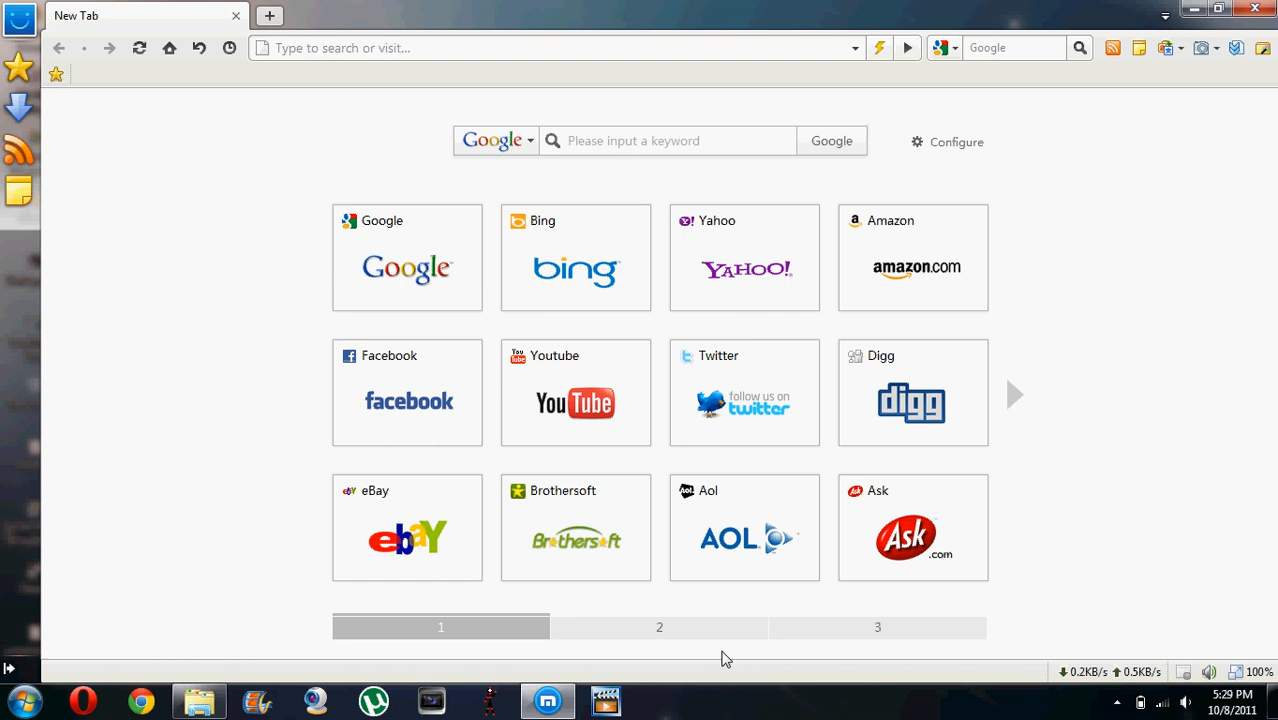 New Tab
Type to search or visit...
Google
Google
Please input a keyword
Google
Configure
Google
Bing
Yahoo
Amazon
Google
bing
YAHOO!
amazon.com
Facebook
Youtube
Twitter
Digg
facebook
YouTube
follow us on
twitter
digg
eBay
Brothersoft
Aol
Ask
ebay
Brothersoft
AOL
Ask
.com
1
2
3
0.2KB/s
0.5KB/s
100%
5:29 PM
10/8/2011